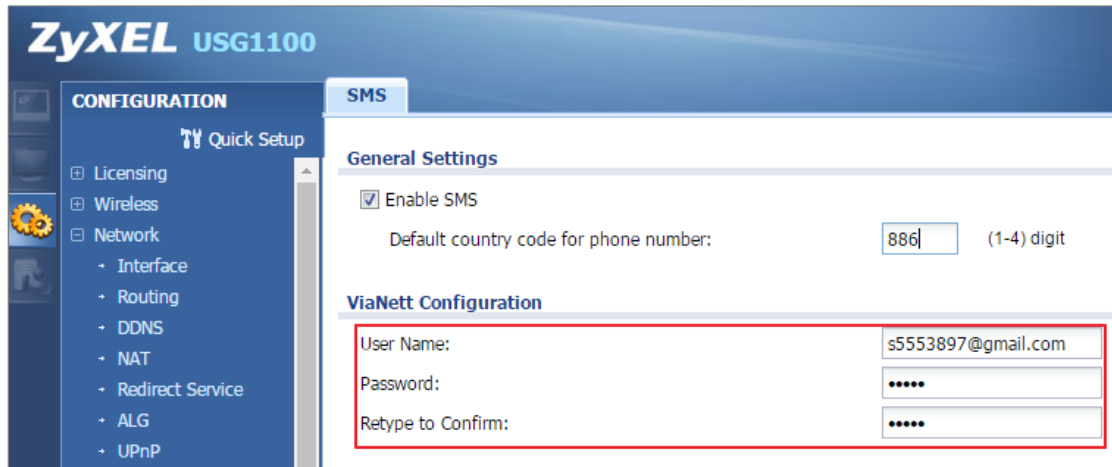 ZyXEL USG1100
CONFIGURATION
Quick Setup
Licensing
Wireless
Network
Interface
Routing
DDNS
NAT
Redirect Service
ALG
UPnP
SMS
General Settings
Enable SMS
Default country code for phone number: 886 (1-4) digit
ViaNett Configuration
User Name: s5553897@gmail.com
Password: •••••
Retype to Confirm: •••••